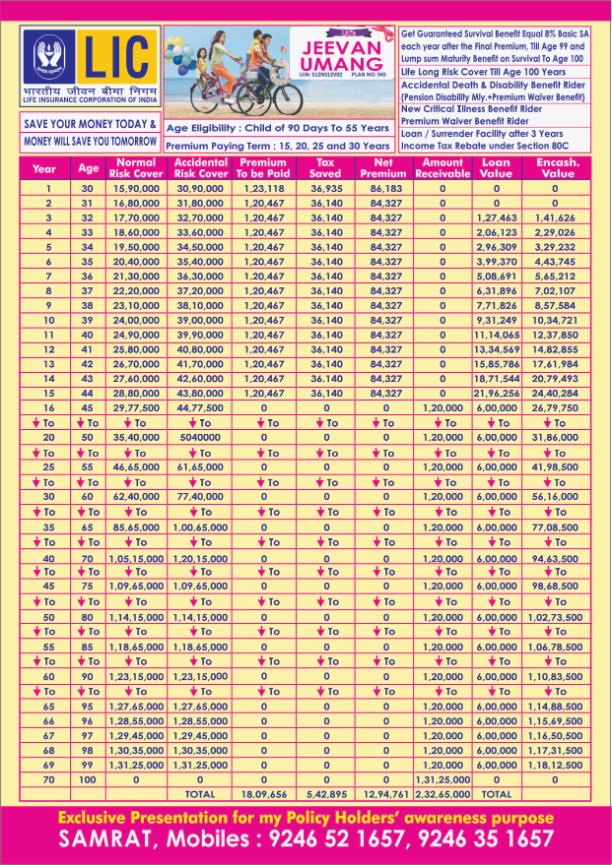 LIC
भारतीय जीवन बीमा निगम
LIFE INSURANCE CORPORATION OF INDIA
SAVE YOUR MONEY TODAY &
MONEY WILL SAVE YOU TOMORROW
LIC's
JEEVAN
UMANG
UIN: 512N312V02 PLAN NO: 945
Age Eligibility : Child of 90 Days To 55 Years
Premium Paying Term : 15, 20, 25 and 30 Years
Get Guaranteed Survival Benefit Equal 8% Basic SA
each year after the Final Premium, Till Age 99 and
Lump sum Maturity Benefit on Survival To Age 100
Life Long Risk Cover Till Age 100 Years
Accidental Death & Disability Benefit Rider
(Pension Disability Mly.+Premium Waiver Benefit)
New Critical Illness Benefit Rider
Premium Waiver Benefit Rider
Loan / Surrender Facility after 3 Years
Income Tax Rebate under Section 80C
Year Age Normal Risk Cover Accidental Risk Cover Premium To be Paid Tax Saved Net Premium Amount Receivable Loan Value Encash. Value
1 30 15,90,000 30,90,000 1,23,118 36,935 86,183 0 0 0
2 31 16,80,000 31,80,000 1,20,467 36,140 84,327 0 0 0
3 32 17,70,000 32,70,000 1,20,467 36,140 84,327 0 1,27,463 1,41,626
4 33 18,60,000 33,60,000 1,20,467 36,140 84,327 0 2,06,123 2,29,026
5 34 19,50,000 34,50,000 1,20,467 36,140 84,327 0 2,96,309 3,29,232
6 35 20,40,000 35,40,000 1,20,467 36,140 84,327 0 3,99,370 4,43,745
7 36 21,30,000 36,30,000 1,20,467 36,140 84,327 0 5,08,691 5,65,212
8 37 22,20,000 37,20,000 1,20,467 36,140 84,327 0 6,31,896 7,02,107
9 38 23,10,000 38,10,000 1,20,467 36,140 84,327 0 7,71,826 8,57,584
10 39 24,00,000 39,00,000 1,20,467 36,140 84,327 0 9,31,249 10,34,721
11 40 24,90,000 39,90,000 1,20,467 36,140 84,327 0 11,14,065 12,37,850
12 41 25,80,000 40,80,000 1,20,467 36.140 84,327 0 13,34,569 14,82,855
13 42 26,70,000 41,70,000 1,20,467 36,140 84,327 0 15,85,786 17,61,984
14 43 27,60,000 42,60,000 1,20,467 36,140 84,327 0 18,71,544 20,79,493
15 44 28,80,000 43,80,000 1,20,467 36,140 84,327 0 21,96,256 24,40,284
16 45 29,77,500 44,77,500 0 0 0 1,20,000 6,00,000 26,79,750
To To To To To To To To To To
20 50 35,40,000 5040000 0 0 0 1,20,000 6,00,000 31,86,000
To To To To To To To To To To
25 55 46,65,000 61,65,000 0 0 0 1,20,000 6,00,000 41,98,500
To To To To To To To To To To
30 60 62,40,000 77,40,000 0 0 0 1,20,000 6,00,000 56,16,000
To To To To To To To To To To
35 65 85,65,000 1,00,65,000 0 0 0 1,20,000 6,00,000 77,08,500
To To To To To To To To To To
40 70 1,05,15,000 1,20,15,000 0 0 0 1,20,000 6,00,000 94,63,500
To To To To To To To To To To
45 75 1,09,65,000 1,09,65,000 0 0 0 1,20,000 6,00,000 98,68,500
To To To To To To To To To To
50 80 1,14,15,000 1,14,15,000 0 0 0 1,20,000 6,00,000 1,02,73,500
To To To To To To To To To To
55 85 1,18,65,000 1,18,65,000 0 0 0 1,20,000 6,00,000 1,06,78,500
To To To To To To To To To To
60 90 1,23,15,000 1,23,15,000 0 0 0 1,20,000 6,00,000 1,10,83,500
To To To To To To To To To To
65 95 1,27,65,000 1,27,65,000 0 0 0 1,20,000 6,00,000 1,14,88,500
66 96 1,28,55,000 1,28,55,000 0 0 0 1,20,000 6,00,000 1,15,69,500
67 97 1,29,45,000 1,29,45,000 0 0 0 1,20,000 6,00,000 1,16,50,500
68 98 1,30,35,000 1,30,35,000 0 0 0 1,20,000 6,00,000 1,17,31,500
69 99 1,31,25,000 1,31,25,000 0 0 0 1,20,000 6,00,000 1,18,12,500
70 100 0 0 0 0 0 1,31,25,000 0 0
TOTAL 18,09,656 5,42,895 12,94,761 2,32,65,000 TOTAL
Exclusive Presentation for my Policy Holders' awareness purpose
SAMRAT, Mobiles : 9246 52 1657, 9246 35 1657